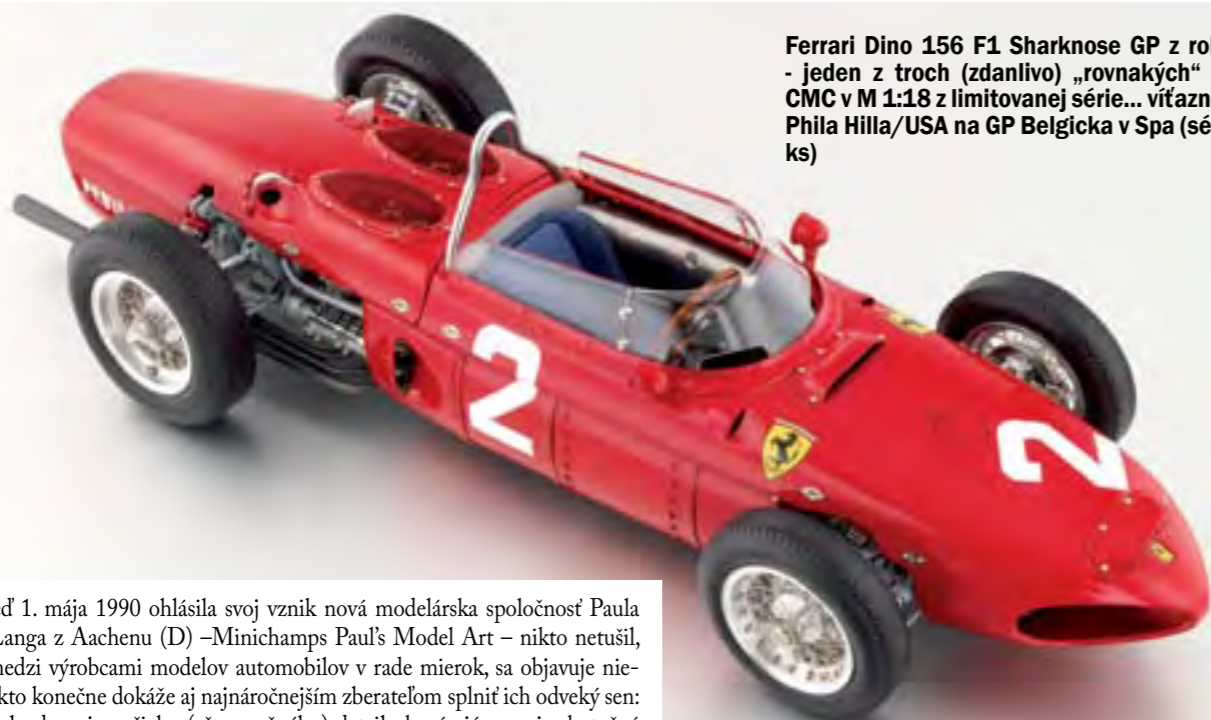 Ferrari Dino 156 F1 Sharknose GP z
- jeden z troch (zdanlivo) „rovnakých“
CMC v M 1:18 z limitovanej série... víťazn
Phila Hilla/USA na GP Belgicka v Spa (sé
ks)
2
2
eď 1. mája 1990 ohlásila svoj vznik nová modelárska spoločnosť Paula
Langa z Aachenu (D) –Minichamps Paul's Model Art – nikto netušil,
medzi výrobcami modelov automobilov v rade mierok, sa objavuje nie-
kto konečne dokáže aj najnáročnejším zberateľom splniť ich odveký sen: